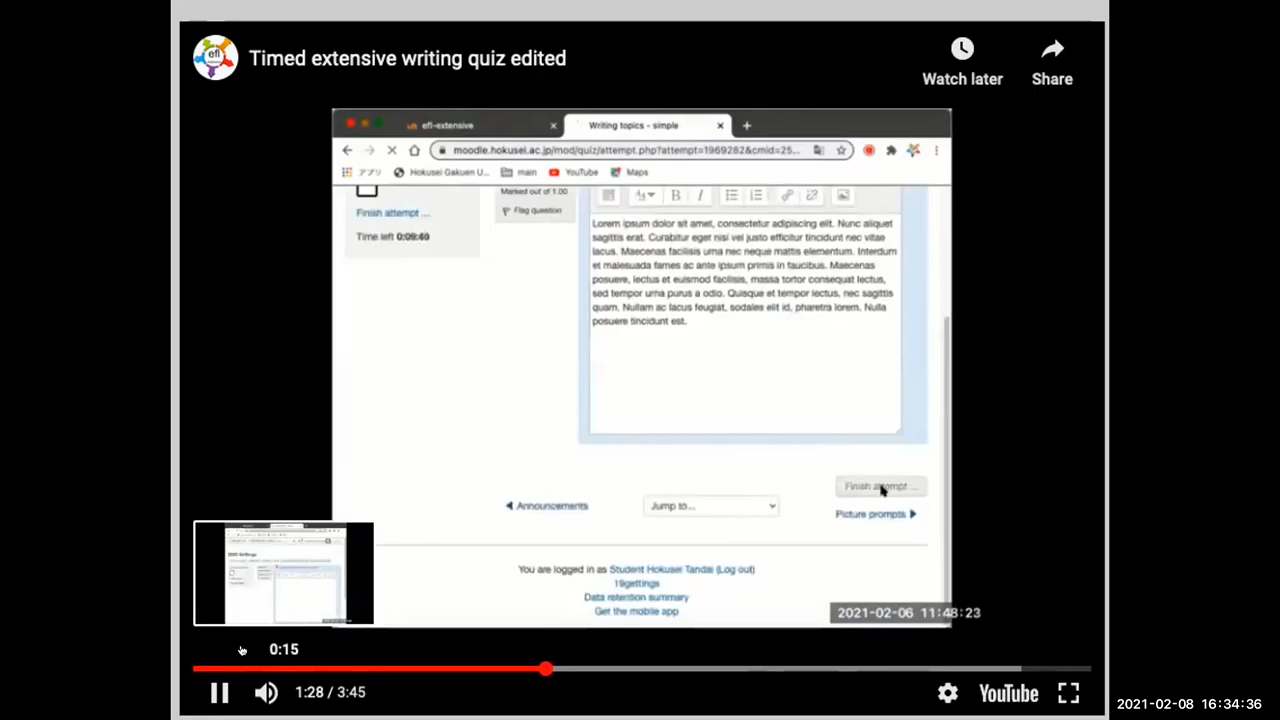 efl
Timed extensive writing quiz edited
Watch later
Share
efl-extensive
Writing topics - simple
moodle.hokusei.ac.jp/mod/quiz/attempt.php?attempt=1969282&cmid=25...
アプリ
Hokusei Gakuen U...
main
YouTube
Maps
Marked out of 1.00
Flag question
Finish attempt ...
Time left 0:09:40
B
I
Lorem ipsum dolor sit amet, consectetur adipiscing elit. Nunc aliquet
sagittis erat. Curabitur eget nisi vel justo efficitur tincidunt nec vitae
lacus. Maecenas facilisis urna nec neque mattis elementum. Interdum
et malesuada fames ac ante ipsum primis in faucibus. Maecenas
posuere, lectus et euismod facilisis, massa tortor consequat lectus,
sed tempor urna purus a odio. Quisque et tempor lectus, nec sagittis
quam. Nullam ac lacus feugiat, sodales elit id, pharetra lorem. Nulla
posuere tincidunt est.
Finish attempt ...
Announcements
Jump to...
Picture prompts
You are logged in as Student Hokusei Tandai (Log out)
19gettings
Data retention summary
Get the mobile app
2021-02-06 11:48:23
0:15
1:28 / 3:45
YouTube
2021-02-08 16:34:36